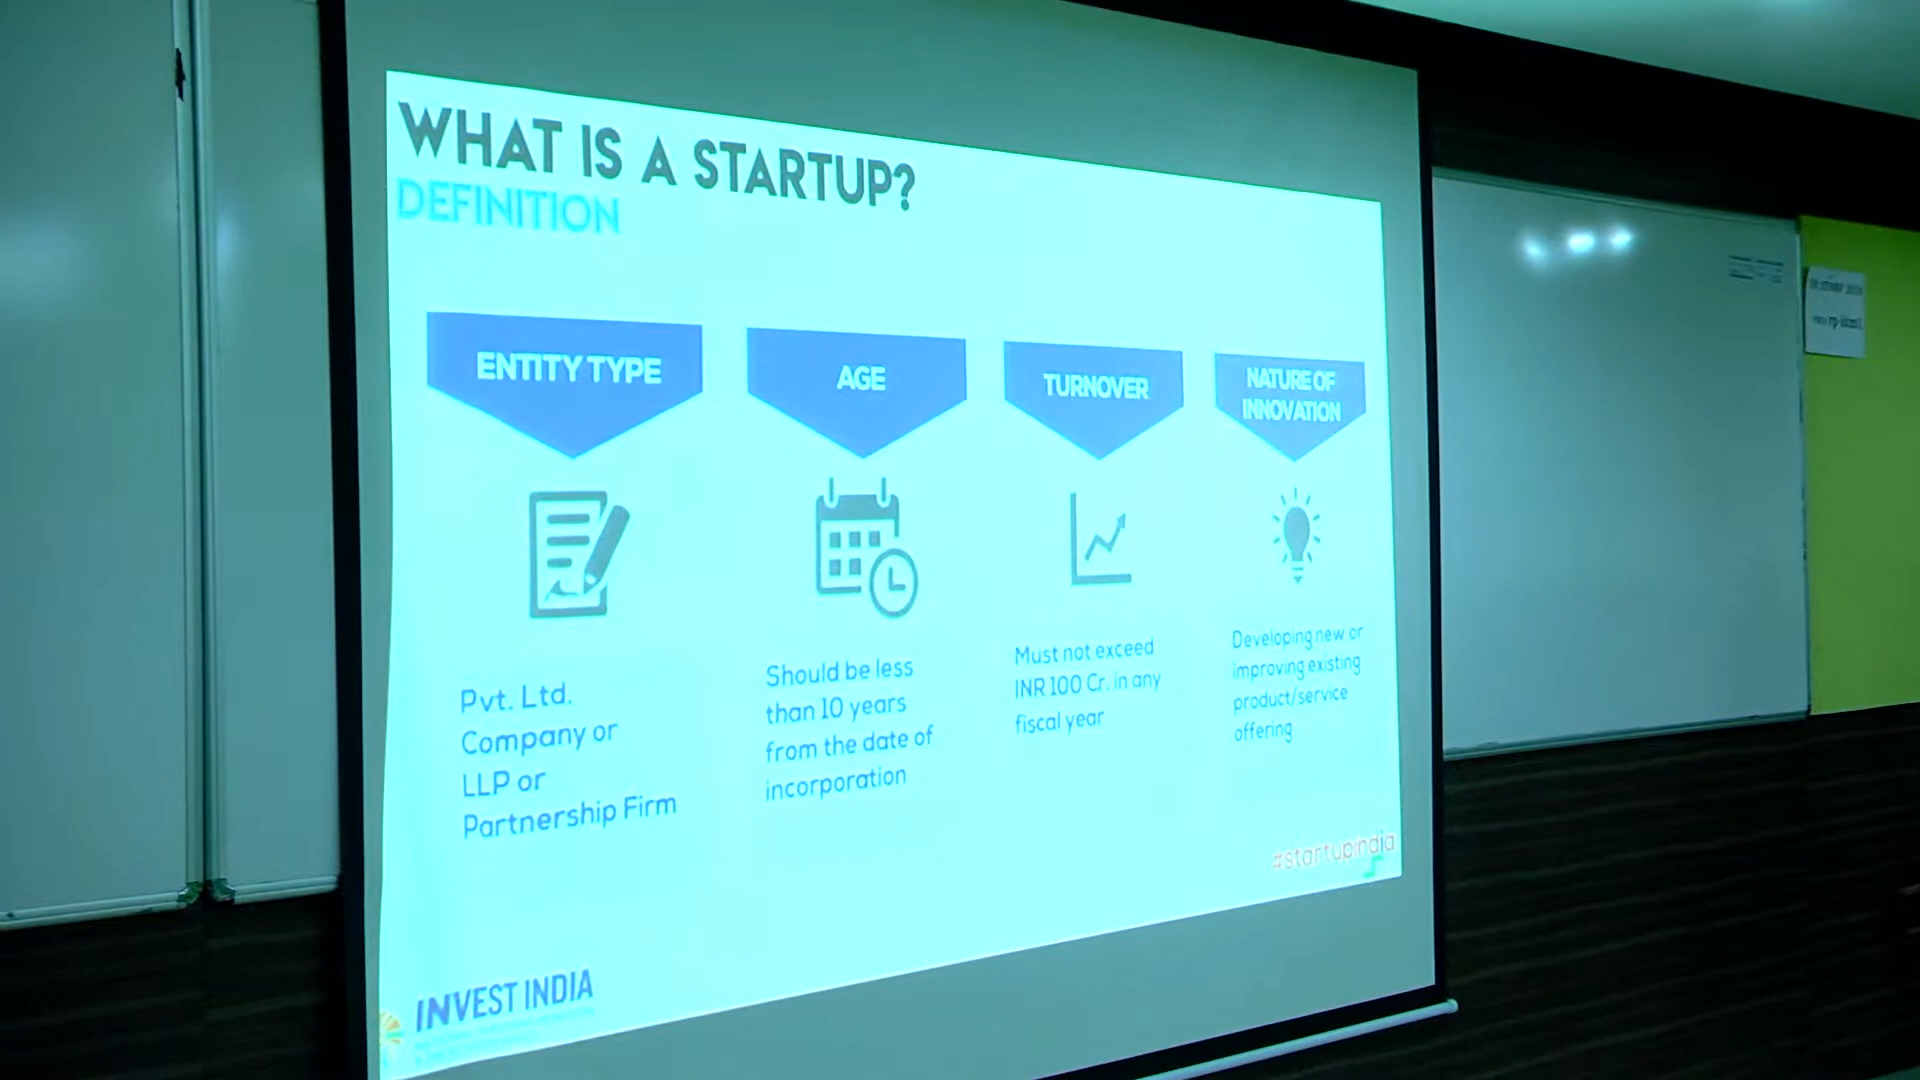 WHAT IS A STARTUP?
DEFINITION
ENTITY TYPE
Pvt. Ltd.
Company or
LLP or
Partnership Firm
AGE
Should be less
than 10 years
from the date of
incorporation
TURNOVER
Must not exceed
INR 100 Cr. in any
fiscal year
NATURE OF
INNOVATION
Developing new or
improving existing
product/service
offering
#startupindia
INVEST INDIA